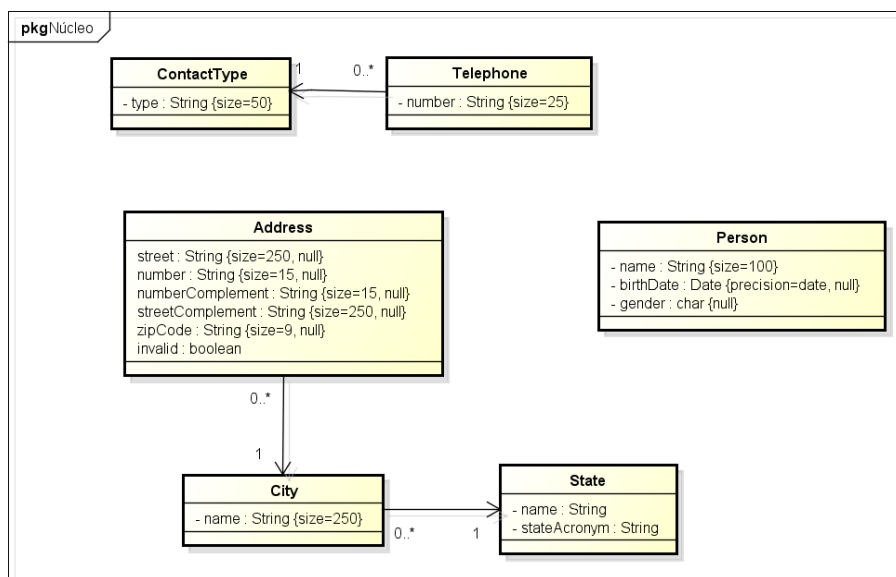 pkg Núcleo
ContactType
- type : String {size=50}
1
0..*
Telephone
- number : String {size=25}
Address
street : String {size=250, null}
number : String {size=15, null}
numberComplement : String {size=15, null}
streetComplement : String {size=250, null}
zipCode : String {size=9, null}
invalid : boolean
Person
- name : String {size=100}
- birthDate : Date {precision=date, null}
- gender : char {null}
0..*
1
City
- name : String {size=250}
0..*
1
State
- name : String
- stateAcronym : String